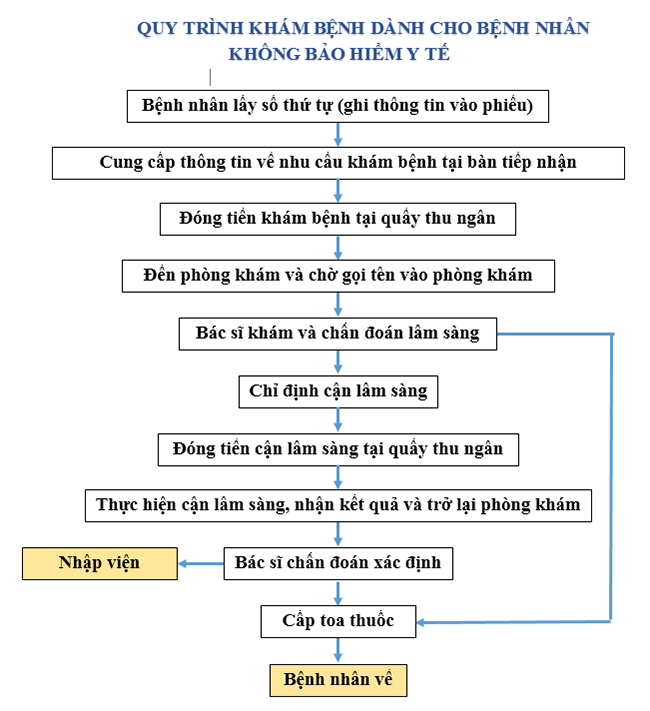 QUY TRÌNH KHÁM BỆNH DÀNH CHO BỆNH NHÂN
KHÔNG BẢO HIỂM Y TẾ
Bệnh nhân lấy số thứ tự (ghi thông tin vào phiếu)
Cung cấp thông tin về nhu cầu khám bệnh tại bàn tiếp nhận
Đóng tiền khám bệnh tại quầy thu ngân
Đến phòng khám và chờ gọi tên vào phòng khám
Bác sĩ khám và chẩn đoán lâm sàng
Chỉ định cận lâm sàng
Đóng tiền cận lâm sàng tại quầy thu ngân
Thực hiện cận lâm sàng, nhận kết quả và trở lại phòng khám
Nhập viện
Bác sĩ chẩn đoán xác định
Cấp toa thuốc
Bệnh nhân về